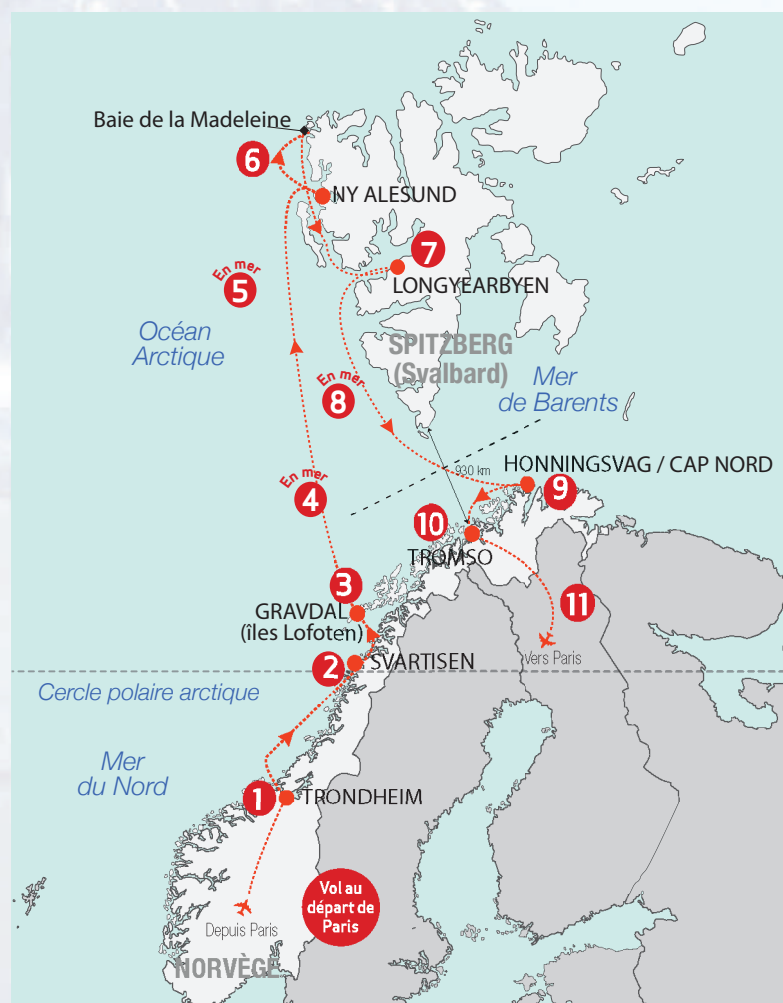 Baie de la Madeleine
6
NY ALESUND
7
LONGYEARBYEN
En mer
5
Océan
Arctique
SPITZBERG
(Svalbard)
En mer
8
Mer
de Barents
930 km
HONNINGSVAG / CAP NORD
9
En mer
4
10
TROMSO
3
GRAVDAL
(îles Lofoten)
11
Vers Paris
2
SVARTISEN
Cercle polaire arctique
Mer
du Nord
1
TRONDHEIM
Vol au
départ de
Paris
Depuis Paris
NORVÈGE